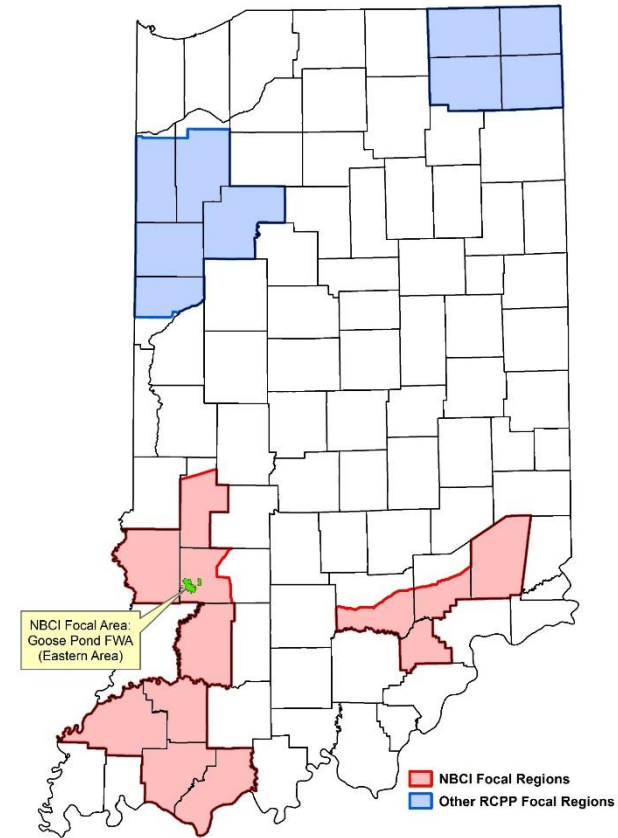 NBCI Focal Area:
Goose Pond FWA
(Eastern Area)
NBCI Focal Regions
Other RCPP Focal Regions